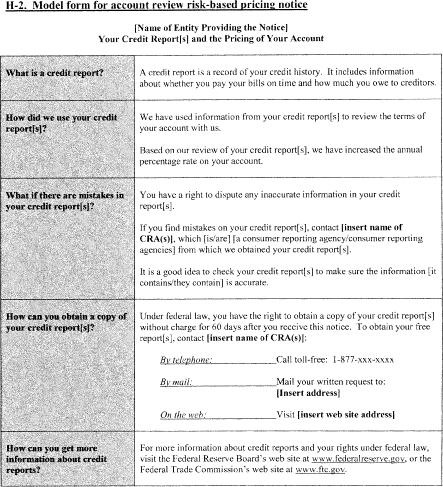 H-2. Model form for account review risk-based pricing notice
[Name of Entity Providing the Notice]
Your Credit Report[s] and the Pricing of Your Account
What is a credit report?
A credit report is a record of your credit history. It includes information
about whether you pay your bills on time and how much you owe to creditors.
How did we use your credit
report[s]?
We have used information from your credit report[s] to review the terms of
your account with us.
Based on our review of your credit report[s], we have increased the annual
percentage rate on your account.
What if there are mistakes in
your credit report[s]?
You have a right to dispute any inaccurate information in your credit
report[s].
If you find mistakes on your credit report[s], contact [insert name of
CRA(s)], which [is/are] [a consumer reporting agency/consumer reporting
agencies] from which we obtained your credit report[s].
It is a good idea to check your credit report[s] to make sure the information [it
contains/they contain] is accurate.
How can you obtain a copy of
your credit report[s]?
Under federal law, you have the right to obtain a copy of your credit report[s]
without charge for 60 days after you receive this notice. To obtain your free
report[s], contact [insert name of CRA(s)]:
By telephone: Call toll-free: 1-877-xxx-xxxx
By mail: Mail your written request to:
[Insert address]
On the web: Visit [insert web site address]
How can you get more
information about credit
reports?
For more information about credit reports and your rights under federal law,
visit the Federal Reserve Board's web site at www.federalreserve.gov, or the
Federal Trade Commission's web site at www.ftc.gov.